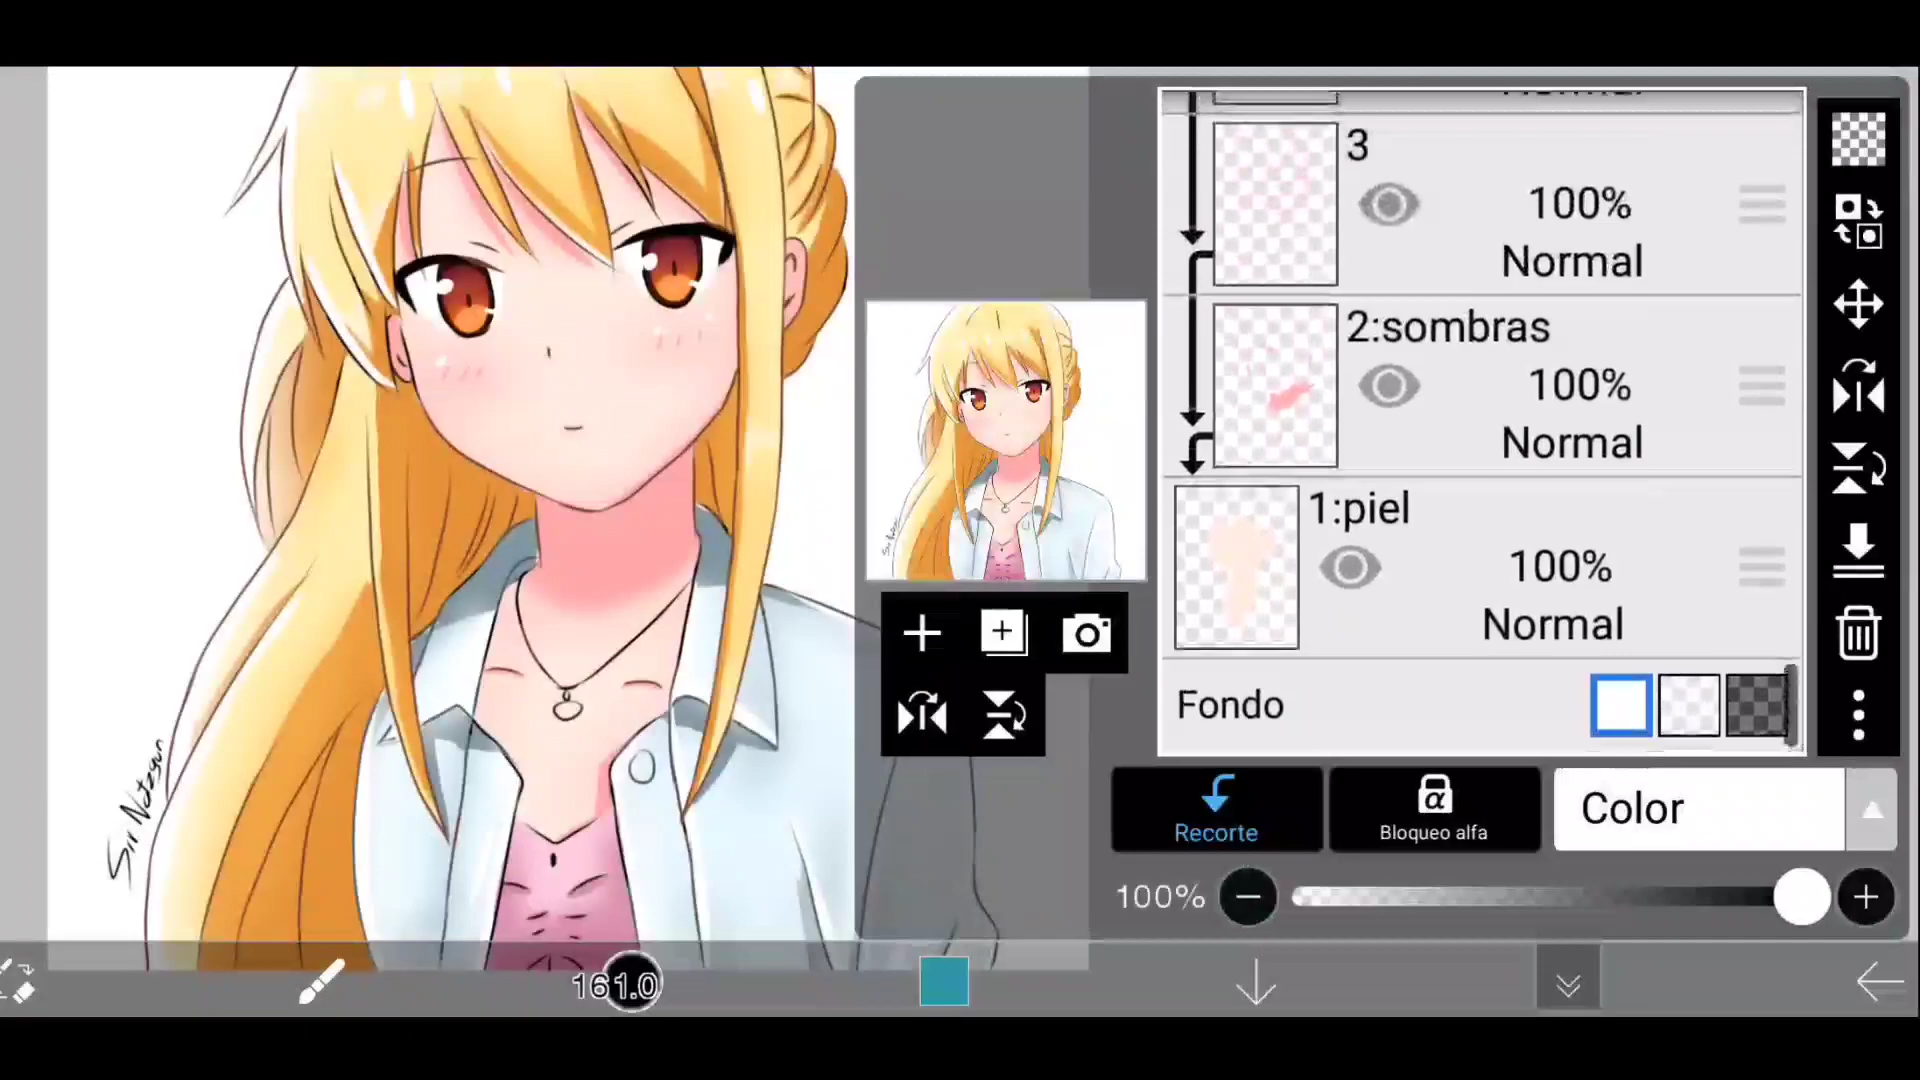 3
100%
Normal
2:sombras
100%
Normal
1:piel
100%
Normal
Fondo
Recorte
Bloqueo alfa
Color
100%
161.0